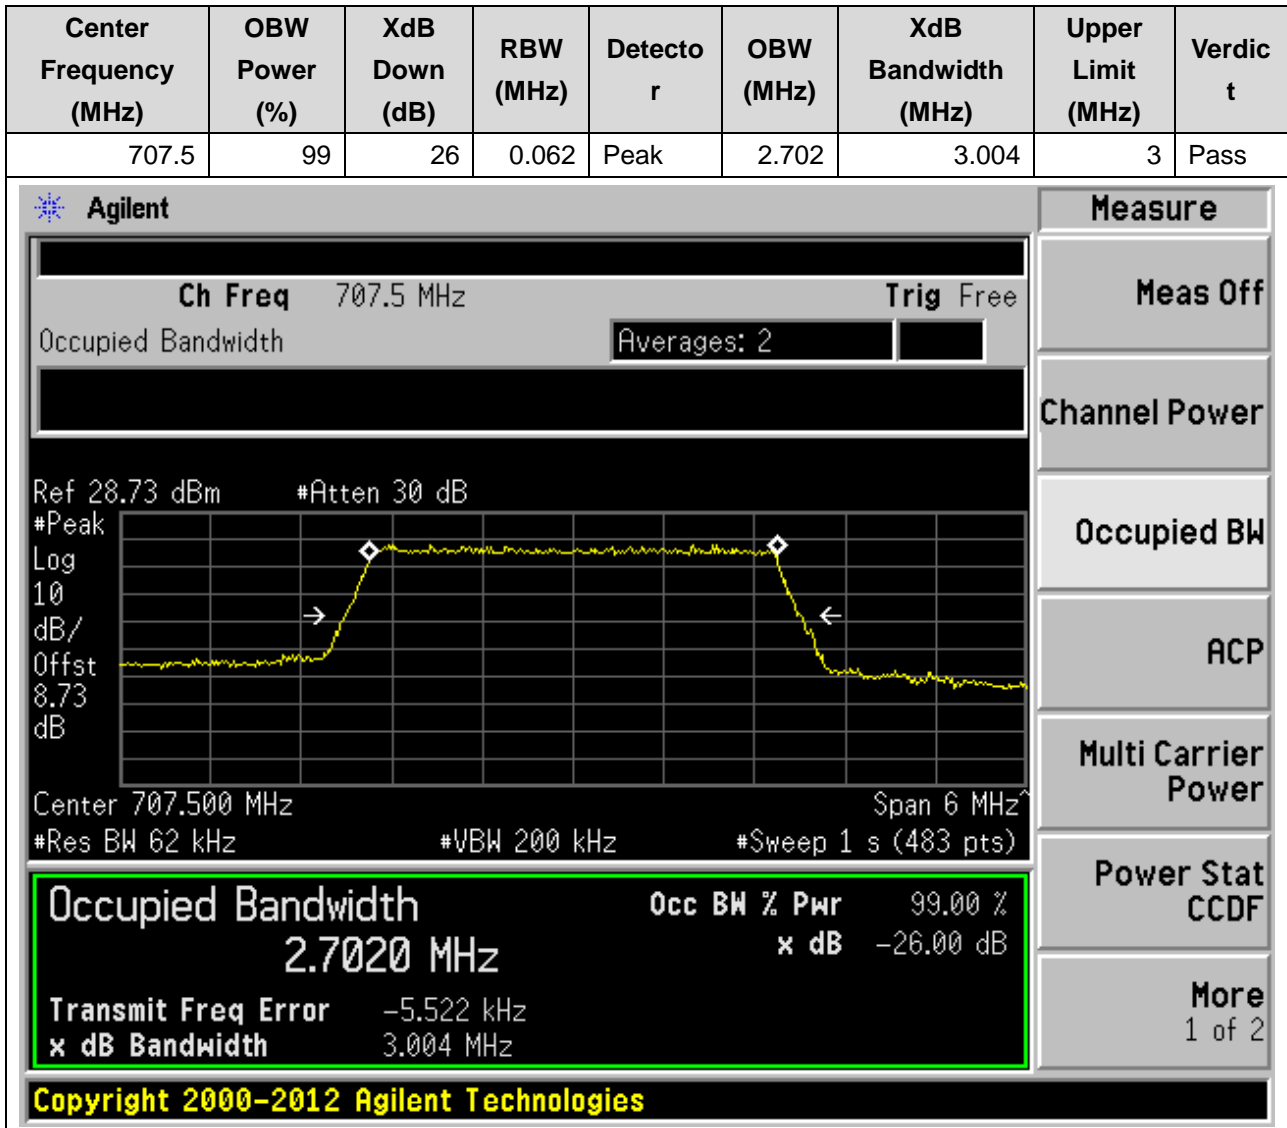 Center Frequency (MHz) OBW Power (%) XdB Down (dB) RBW (MHz) Detecto r OBW (MHz) XdB Bandwidth (MHz) Upper Limit (MHz) Verdic t
707.5 99 26 0.062 Peak 2.702 3.004 3 Pass
Agilent
Measure
Ch Freq 707.5 MHz Trig Free
Meas Off
Occupied Bandwidth Averages: 2
Channel Power
Ref 28.73 dBm #Atten 30 dB
#Peak
Log
10
dB/
Offst
8.73
dB
Occupied BW
ACP
Multi Carrier
Power
Center 707.500 MHz Span 6 MHz^
#Res BW 62 kHz #VBW 200 kHz #Sweep 1 s (483 pts)
Power Stat
CCDF
Occupied Bandwidth Occ BW % Pwr 99.00 %
2.7020 MHz x dB -26.00 dB
Transmit Freq Error -5.522 kHz
x dB Bandwidth 3.004 MHz
More
1 of 2
Copyright 2000-2012 Agilent Technologies